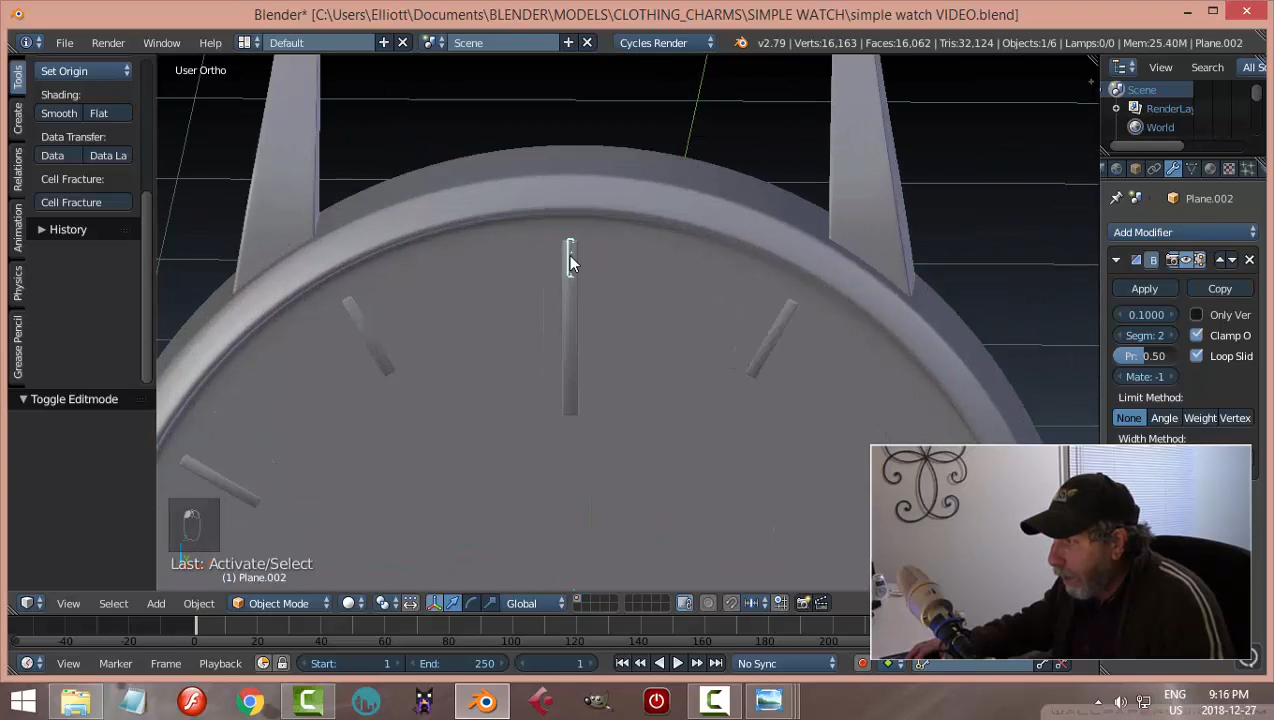 Blender* [C:\Users\Elliott\Documents\BLENDER\MODELS\CLOTHING_CHARMS\SIMPLE WATCH\simple watch VIDEO.blend]
File Render Window Help Default Scene Cycles Render v2.79 | Verts:16,163 | Faces:16,062 | Tris:32,124 | Objects:1/6 | Lamps:0/0 | Mem:25.40M | Plane.002
Tools
Create
Relations
Animation
Physics
Grease Pencil
Set Origin
Shading:
Smooth Flat
Data Transfer:
Data Data La
Cell Fracture:
Cell Fracture
History
Toggle Editmode
User Ortho
Last: Activate/Select
(1) Plane.002
View Search All S
Scene
RenderLay
World
Plane.002
Add Modifier
B
Apply Copy
0.1000 Only Ver
Segm: 2 Clamp O
Pr: 0.50 Loop Slid
Mate: -1
Limit Method:
None Angle Weight Vertex
Width Method:
View Select Add Object Object Mode Global
-40 -20 0 20 40 60 80 100 120 140 160 180 200
View Marker Frame Playback Start: 1 End: 250 1 No Sync
ENG 9:16 PM
US 2018-12-27